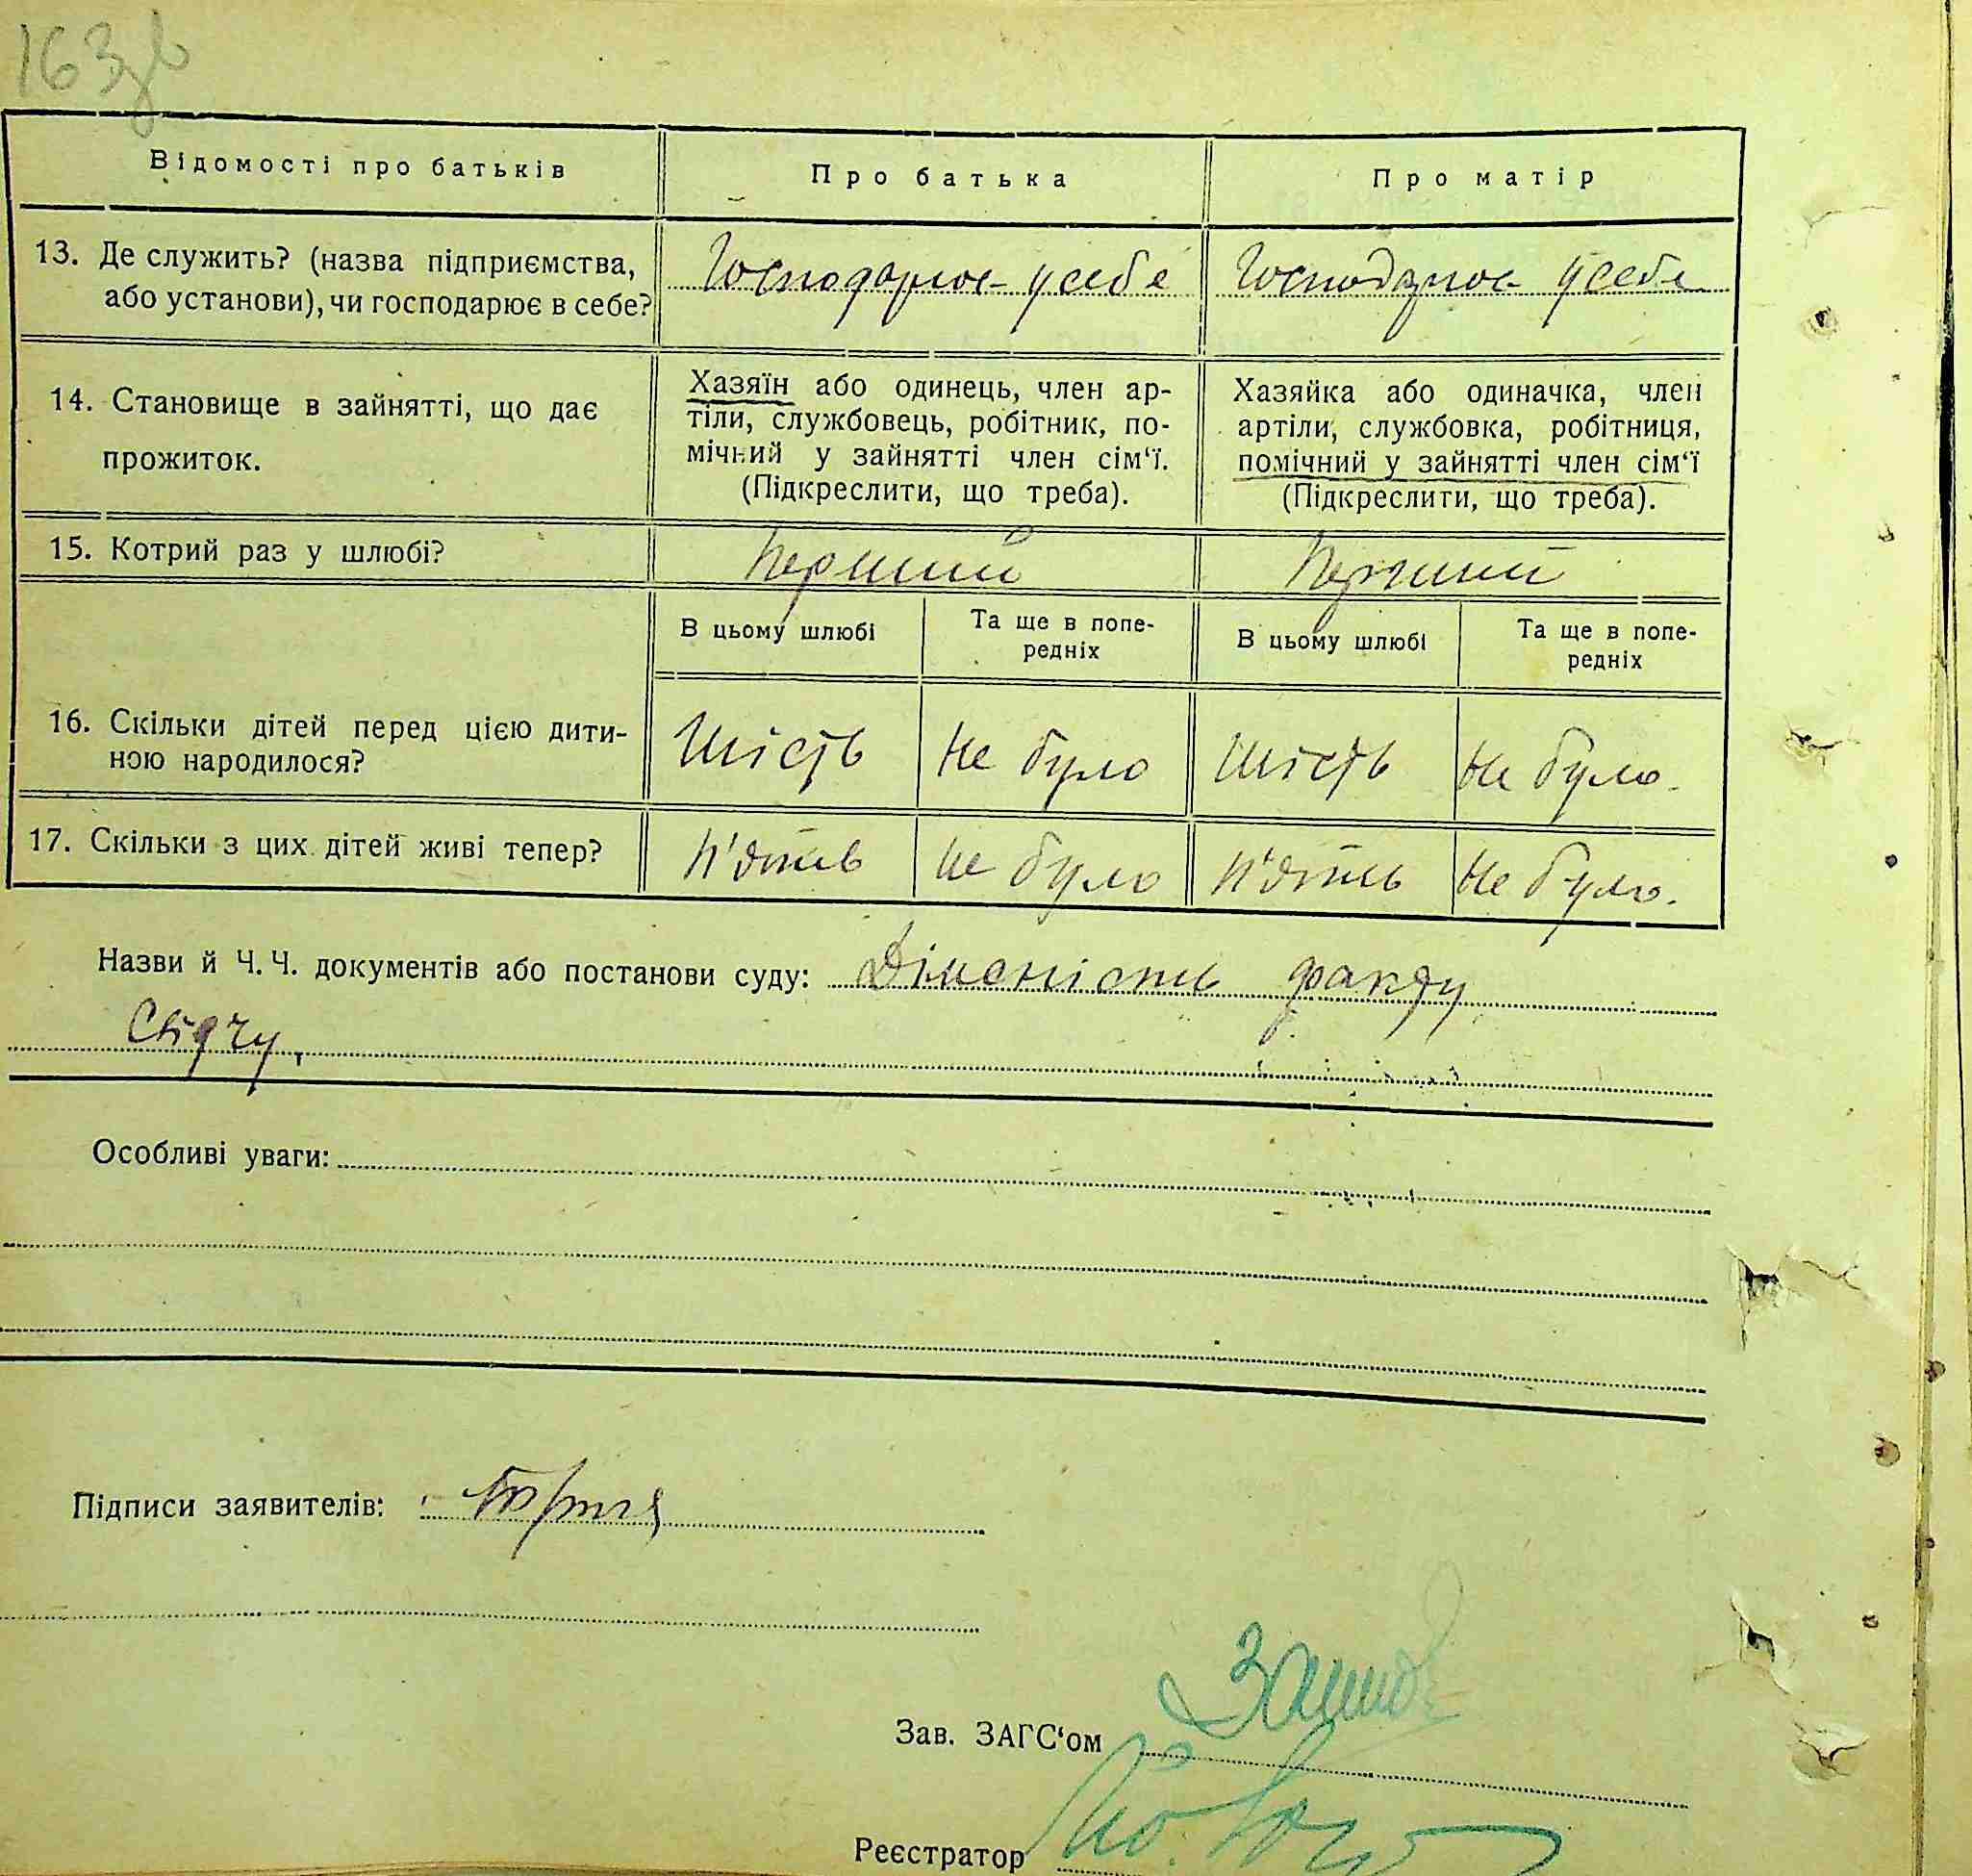 163зв
Відомості про батьків Про батька Про матір
13. Де служить? (назва підприємства, або установи), чи господарює в себе?
Господарює у себе
Господарює у себе
14. Становище в зайнятті, що дає прожиток.
Хазяїн або одинець, член ар-
тіли, службовець, робітник, по-
мічний у зайнятті член сім‘ї.
(Підкреслити, що треба).
Хазяйка або одиначка, член
артіли, службовка, робітниця,
помічний у зайнятті член сім‘ї
(Підкреслити, що треба).
15. Котрий раз у шлюбі? Перший Перший
В цьому шлюбі
Та ще в попе-
редніх
В цьому шлюбі
Та ще в попе-
редніх
16. Скільки дітей перед цією дити-
ною народилося?
Шість Не було Шість Не було.
17. Скільки з цих дітей живі тепер? П'ять не було п'ять Не було.
Назви й Ч. Ч. документів або постанови суду: Дійсність факту
Свідчу,
Особливі уваги:
Підписи заявителів:
Зав. ЗАГС‘ом
Реєстратор